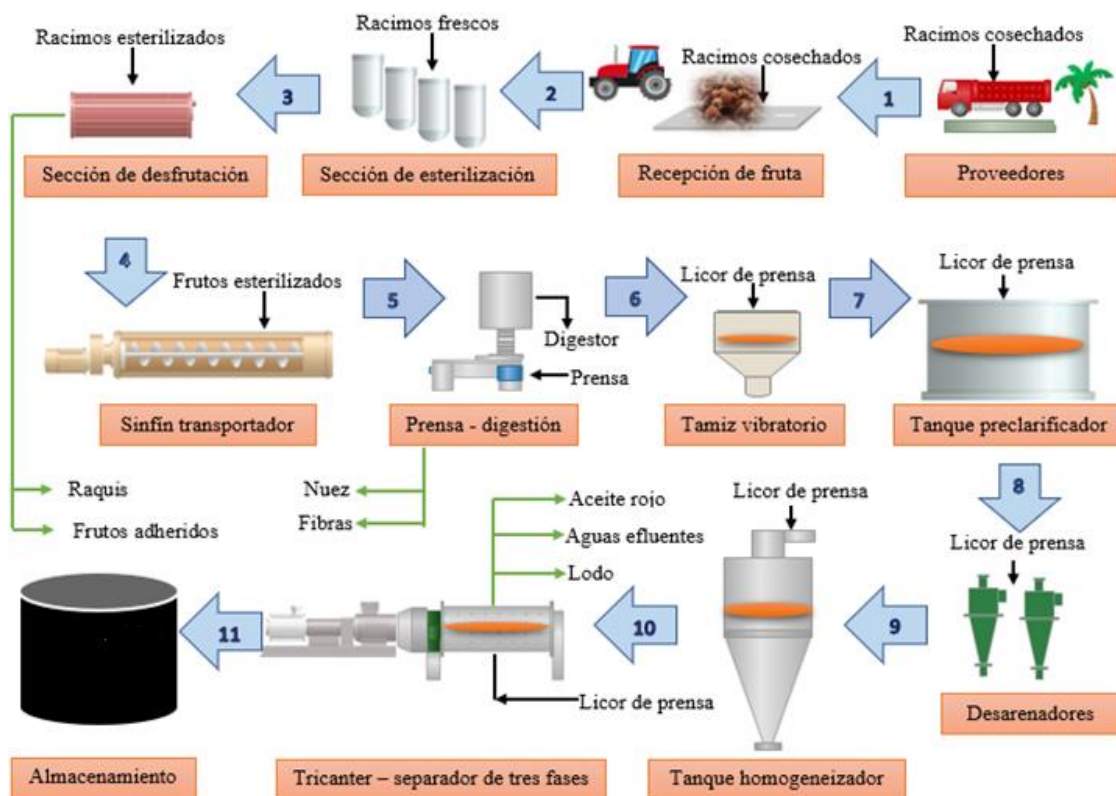 Racimos esterilizados
Racimos frescos
Racimos cosechados
Racimos cosechados
3
2
1
Sección de desfrutación
Sección de esterilización
Recepción de fruta
Proveedores
4
Frutos esterilizados
5
Digestor
Prensa
6
Licor de prensa
7
Licor de prensa
Sinfín transportador
Prensa - digestión
Tamiz vibratorio
Tanque preclarificador
Raquis
Frutos adheridos
Nuez
Fibras
Aceite rojo
Aguas efluentes
Lodo
Licor de prensa
8
Licor de prensa
11
10
9
Licor de prensa
Almacenamiento
Tricanter – separador de tres fases
Tanque homogeneizador
Desarenadores